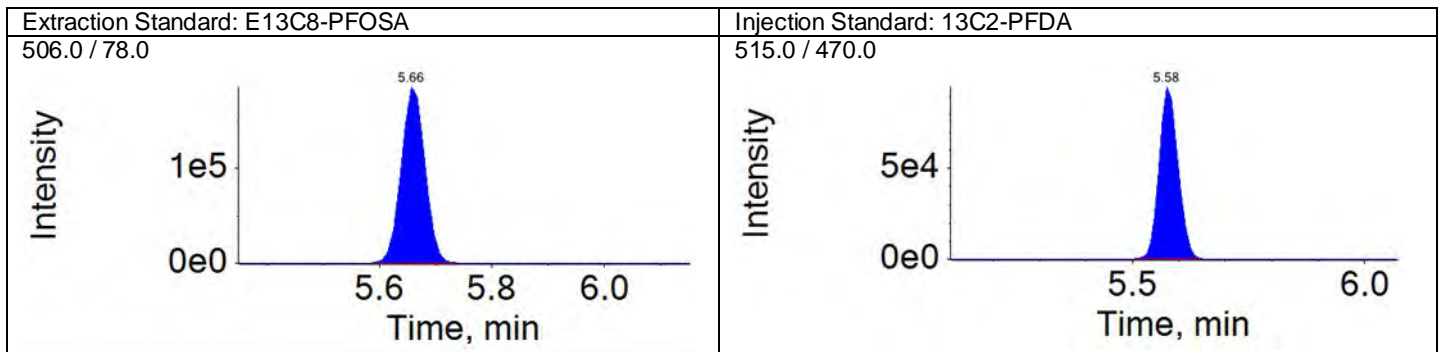 Extraction Standard: E13C8-PFOSA
506.0 / 78.0
5.66
Intensity
1e5
0e0
5.6 5.8 6.0
Time, min
Injection Standard: 13C2-PFDA
515.0 / 470.0
5.58
Intensity
5e4
0e0
5.5 6.0
Time, min